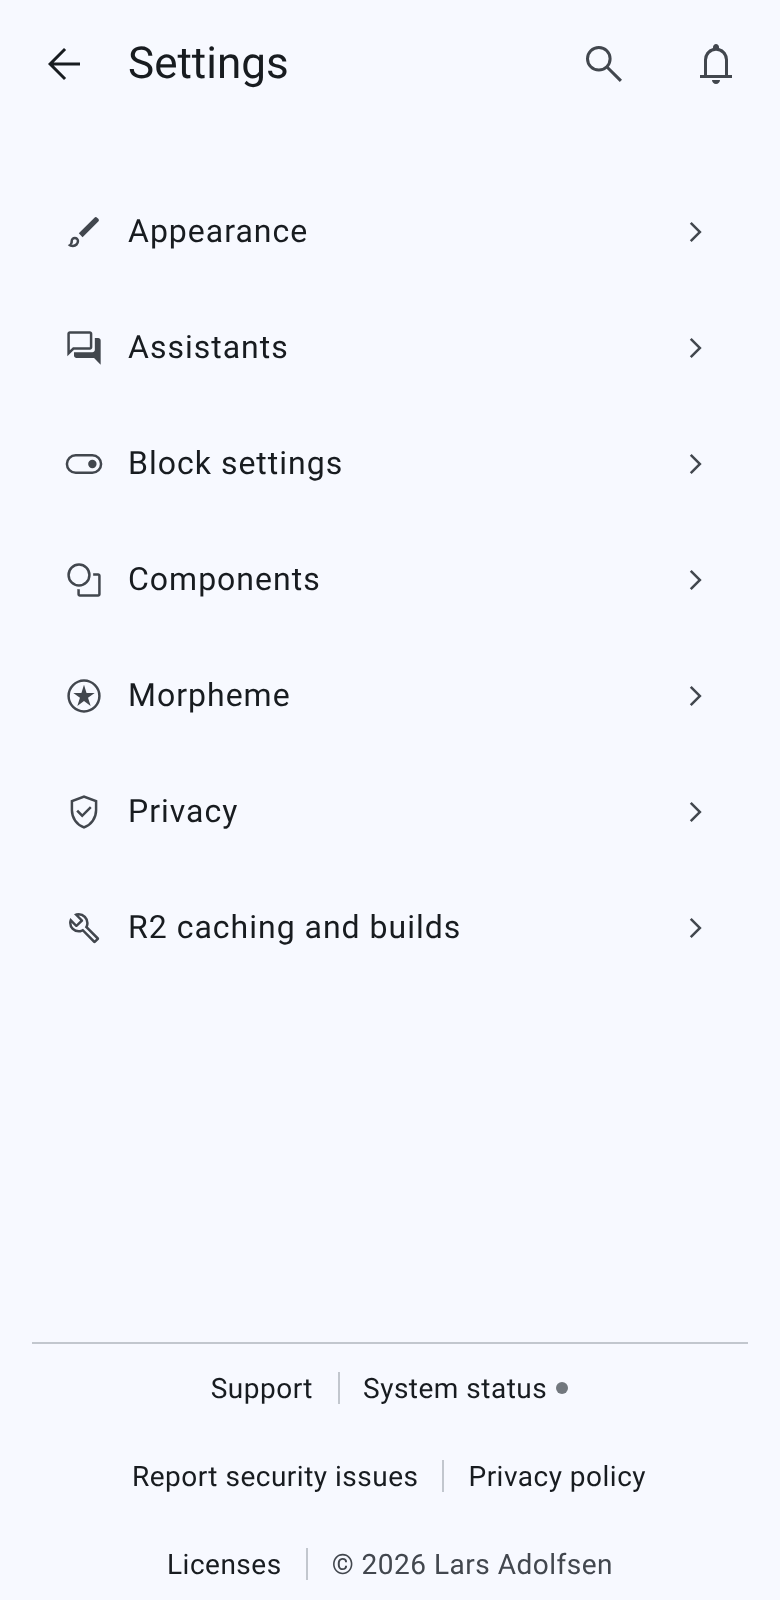 Settings
Appearance
Assistants
Block settings
Components
Morpheme
Privacy
R2 caching and builds
Support
System status
Report security issues
Privacy policy
Licenses
© 2026 Lars Adolfsen